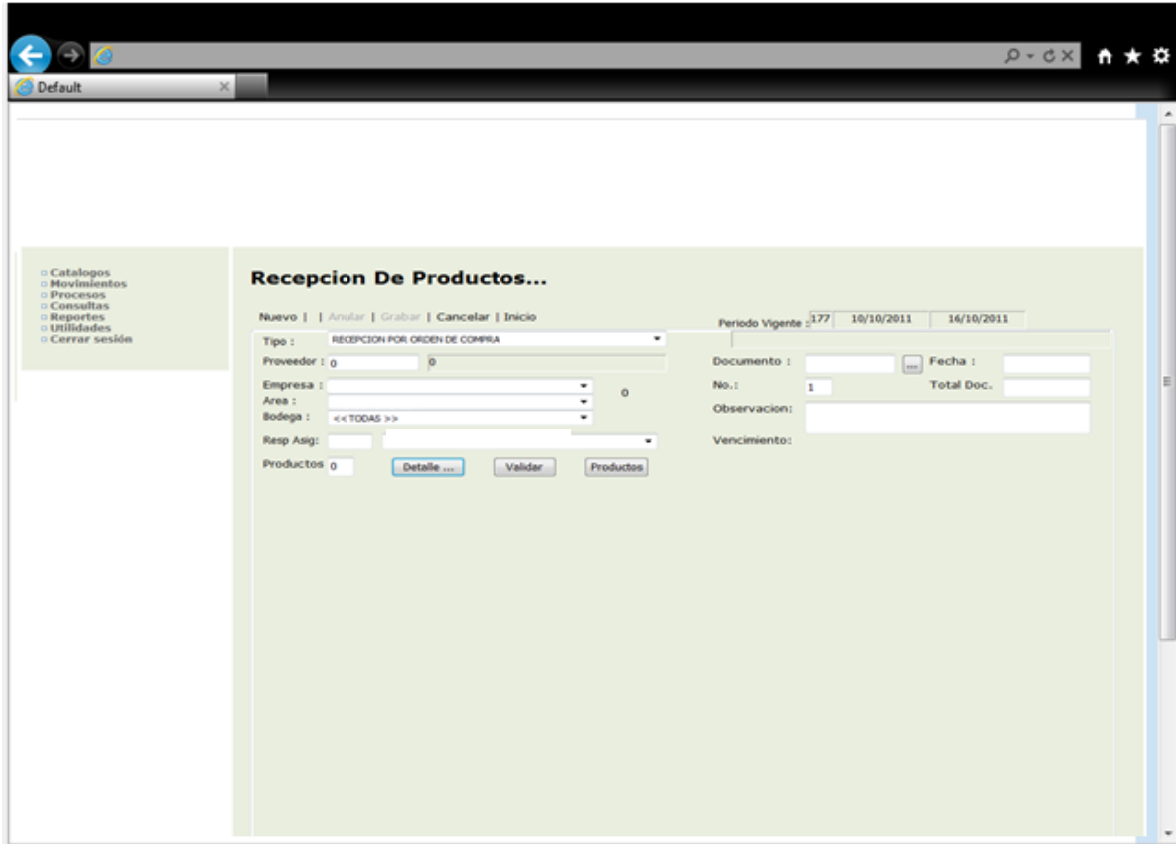 Default
Catalogos
Movimientos
Procesos
Consultas
Reportes
Utilidades
Cerrar sesión
Recepcion De Productos...
Nuevo | | Anular | Grabar | Cancelar | Inicio
Periodo Vigente : 177 10/10/2011 16/10/2011
Tipo : RECEPCION POR ORDEN DE COMPRA
Proveedor : 0 0
Documento : ... Fecha :
Empresa : 0
No.: 1 Total Doc.
Area :
Bodega : <<TODAS >>
Observacion:
Resp Asig:
Vencimiento:
Productos 0 Detalle ... Validar Productos